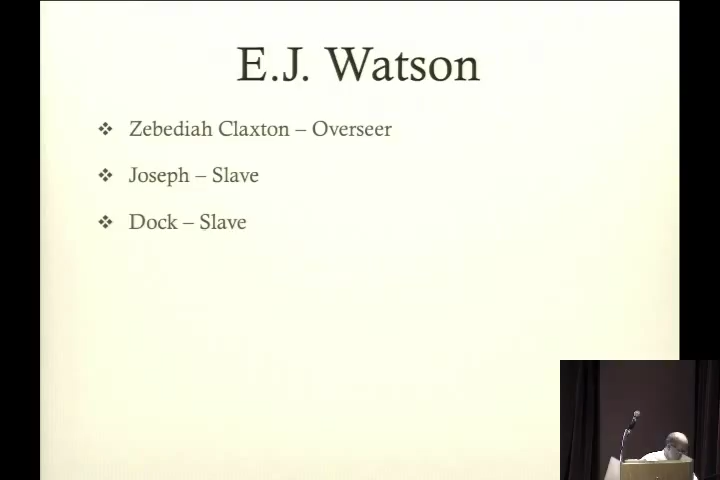 E.J. Watson
Zebediah Claxton – Overseer
Joseph – Slave
Dock – Slave